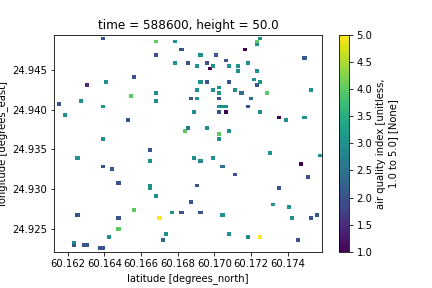 time = 588600, height = 50.0
24.945
24.940
24.935
24.930
24.925
longitude [degrees_east]
60.162 60.164 60.166 60.168 60.170 60.172 60.174
latitude [degrees_north]
5.0
4.5
4.0
3.5
3.0
2.5
2.0
1.5
1.0
air quality index [unitless,
1.0 to 5.0] [None]